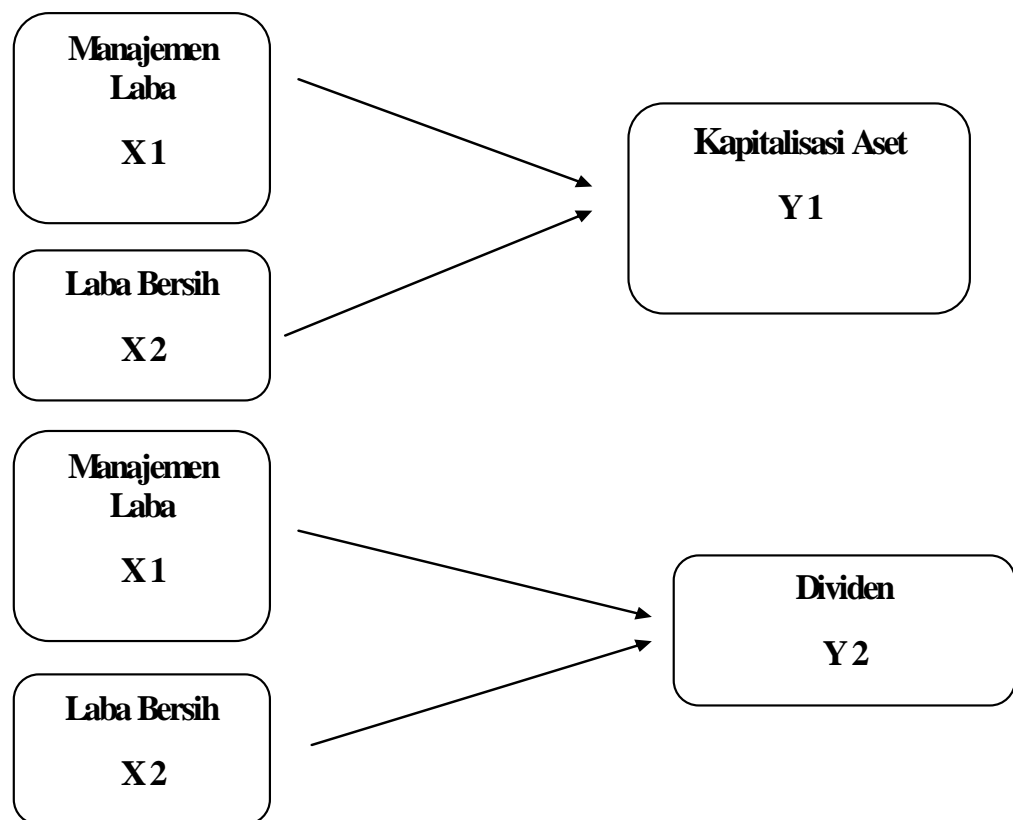 Manajemen
Laba
X1
Kapitalisasi Aset
Y1
Laba Bersih
X2
Manajemen
Laba
X1
Dividen
Y2
Laba Bersih
X2